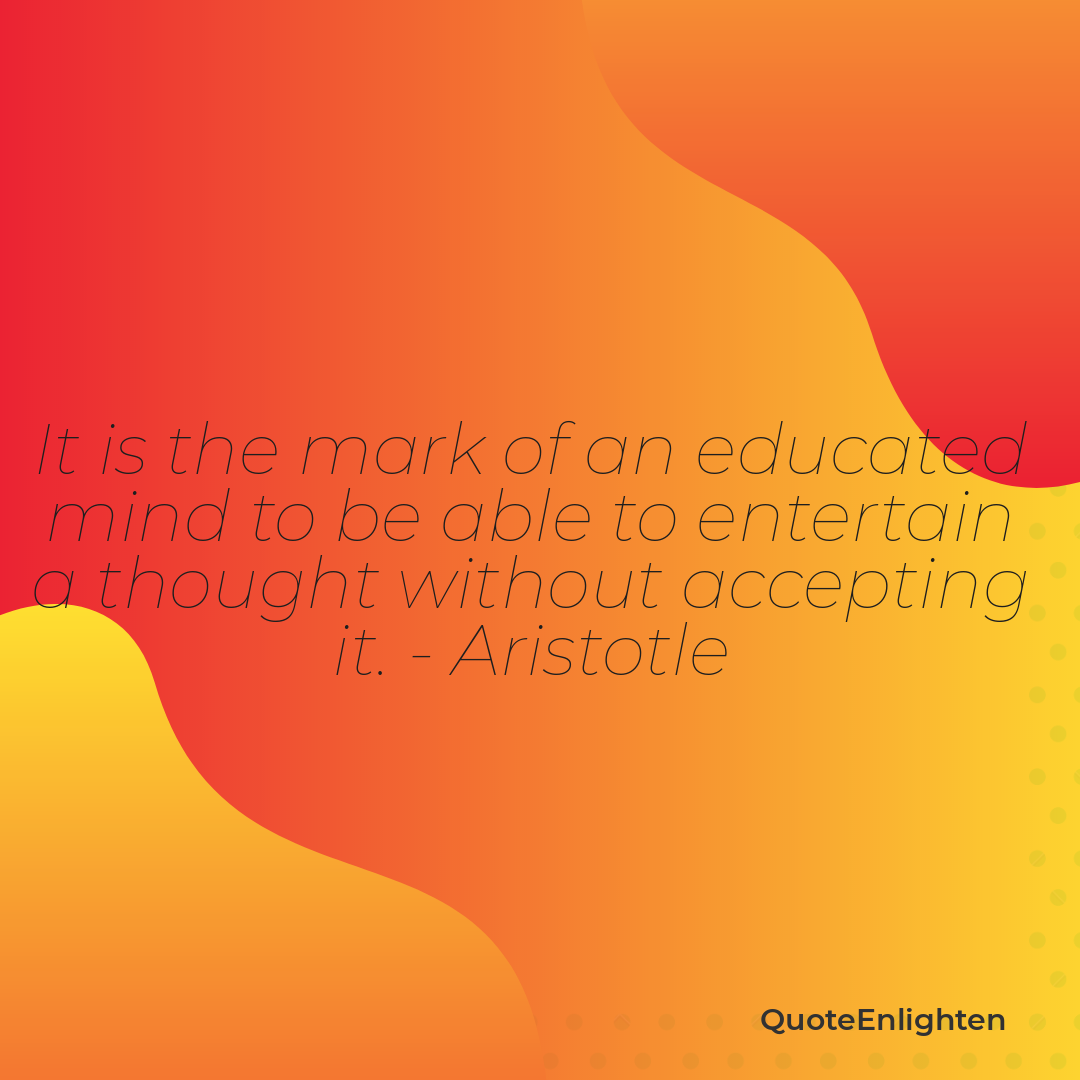 It is the mark of an educated
mind to be able to entertain
a thought without accepting
it. - Aristotle
QuoteEnlighten